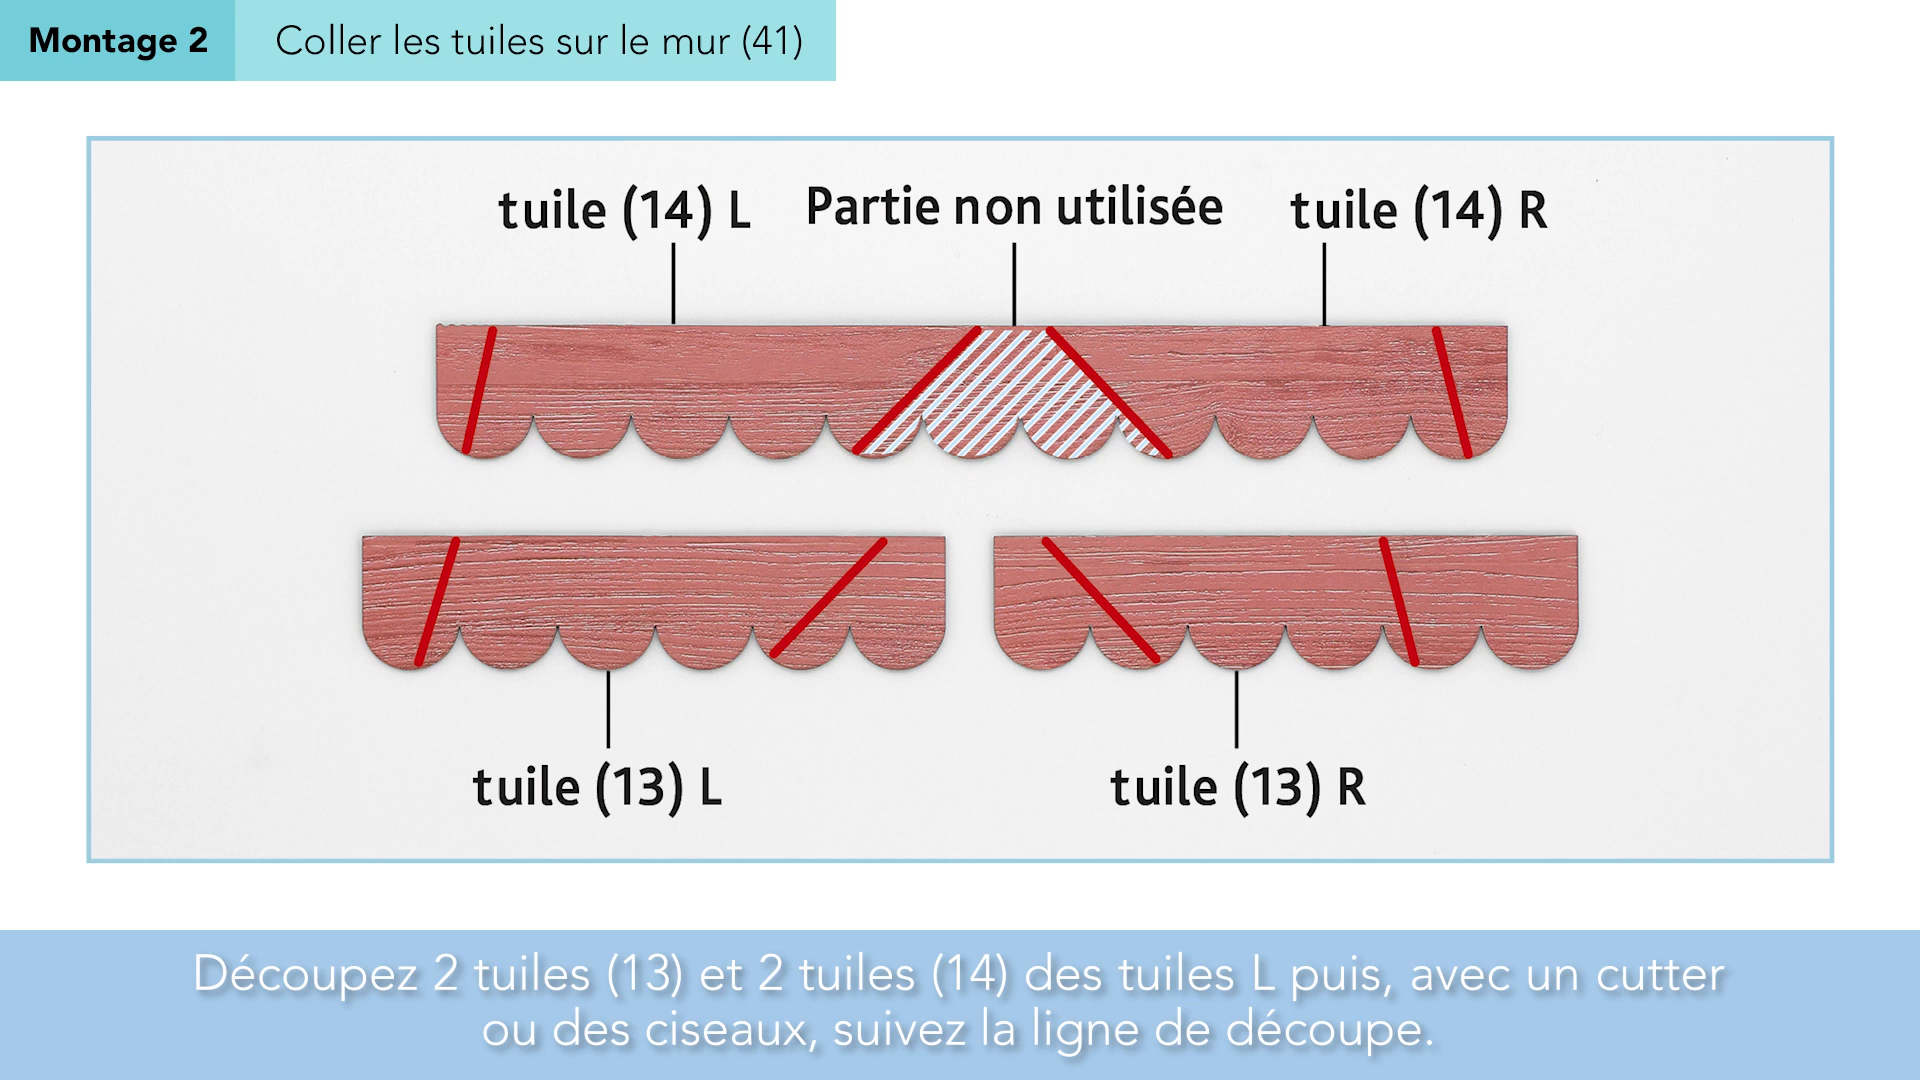 Montage 2
Coller les tuiles sur le mur (41)
tuile (14) L
Partie non utilisée
tuile (14) R
tuile (13) L
tuile (13) R
Découpez 2 tuiles (13) et 2 tuiles (14) des tuiles L puis, avec un cutter
ou des ciseaux, suivez la ligne de découpe.